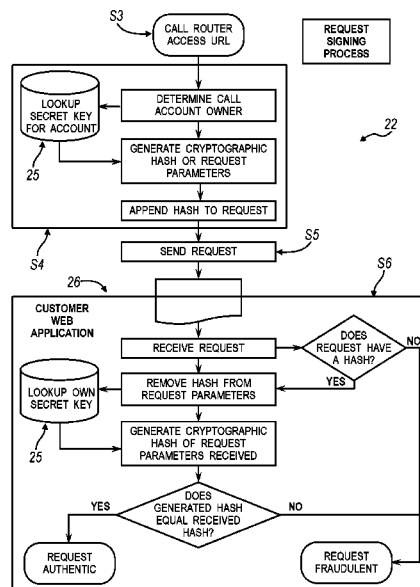 S3
CALL ROUTER
ACCESS URL
REQUEST
SIGNING
PROCESS
LOOKUP
SECRET KEY
FOR ACCOUNT
25
DETERMINE CALL
ACCOUNT OWNER
GENERATE CRYPTOGRAPHIC
HASH OR REQUEST
PARAMETERS
APPEND HASH TO REQUEST
22
S4
SEND REQUEST
S5
26
S6
CUSTOMER
WEB
APPLICATION
RECEIVE REQUEST
DOES
REQUEST HAVE
A HASH?
NO
YES
LOOKUP OWN
SECRET KEY
25
REMOVE HASH FROM
REQUEST PARAMETERS
GENERATE CRYPTOGRAPHIC
HASH OF REQUEST
PARAMETERS RECEIVED
YES
DOES
GENERATED HASH
EQUAL RECEIVED
HASH?
NO
REQUEST
AUTHENTIC
REQUEST
FRAUDULENT